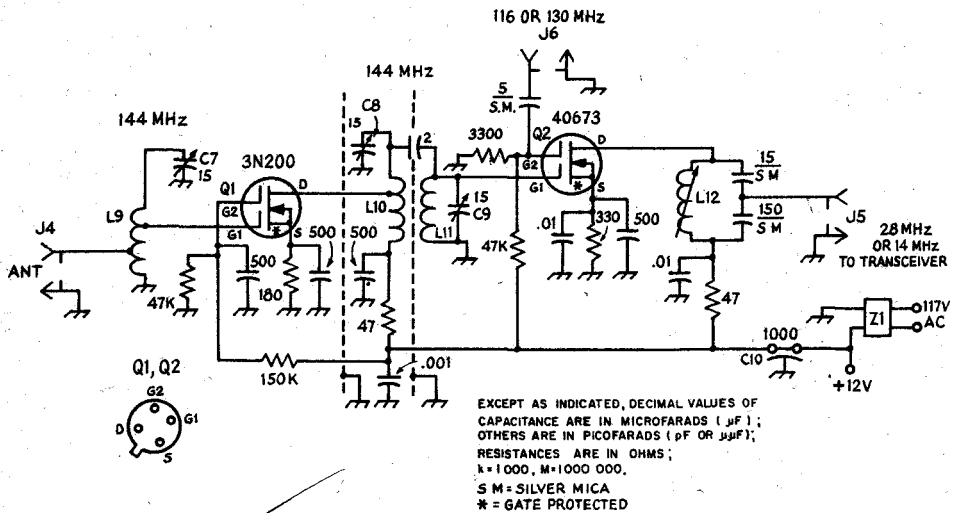 116 OR 130 MHz
J6
144 MHz
144 MHz
C8
15
2
5
S.M.
Q2
40673
3300
G2
D
G1
S
*
C7
15
3N200
Q1
D
G2
G1
S
*
L9
L10
L11
15
C9
L12
15
S M
150
S M
J4
ANT
J5
28 MHz
OR 14 MHz
TO TRANSCEIVER
47K
500
180
500
500
47
47K
.01
330
500
.01
47
150K
.001
1000
C10
Z1
117V
AC
+12V
Q1, Q2
G2
G1
D
S
EXCEPT AS INDICATED, DECIMAL VALUES OF
CAPACITANCE ARE IN MICROFARADS ( µF ) ;
OTHERS ARE IN PICOFARADS ( pF OR µµF);
RESISTANCES ARE IN OHMS ;
k=1000, M=1000 000.
S M = SILVER MICA
* = GATE PROTECTED